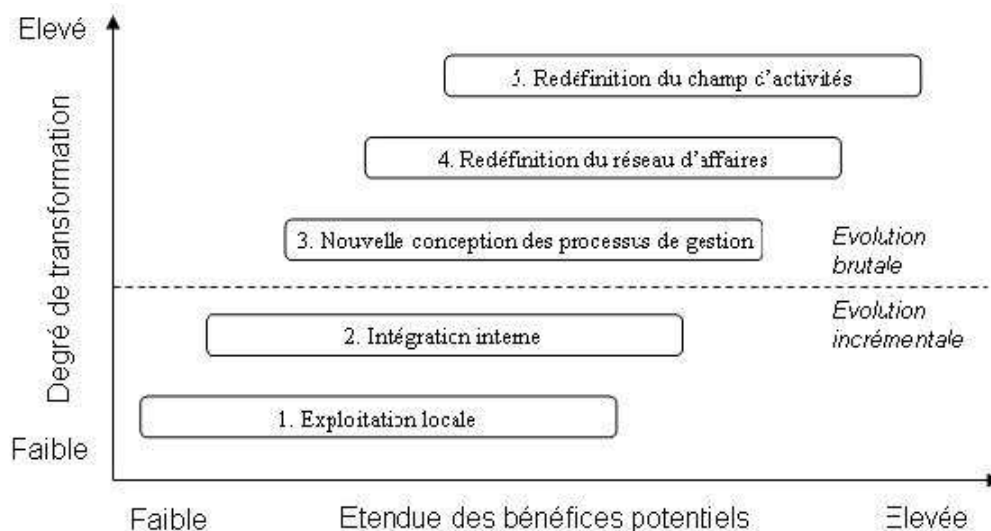 Elevé
5. Redéfinition du champ d'activités
4. Redéfinition du réseau d'affaires
3. Nouvelle conception des processus de gestion
Evolution
brutale
Evolution
incrémentale
2. Intégration interne
1. Exploitation locale
Degré de transformation
Faible
Faible
Etendue des bénéfices potentiels
Elevée